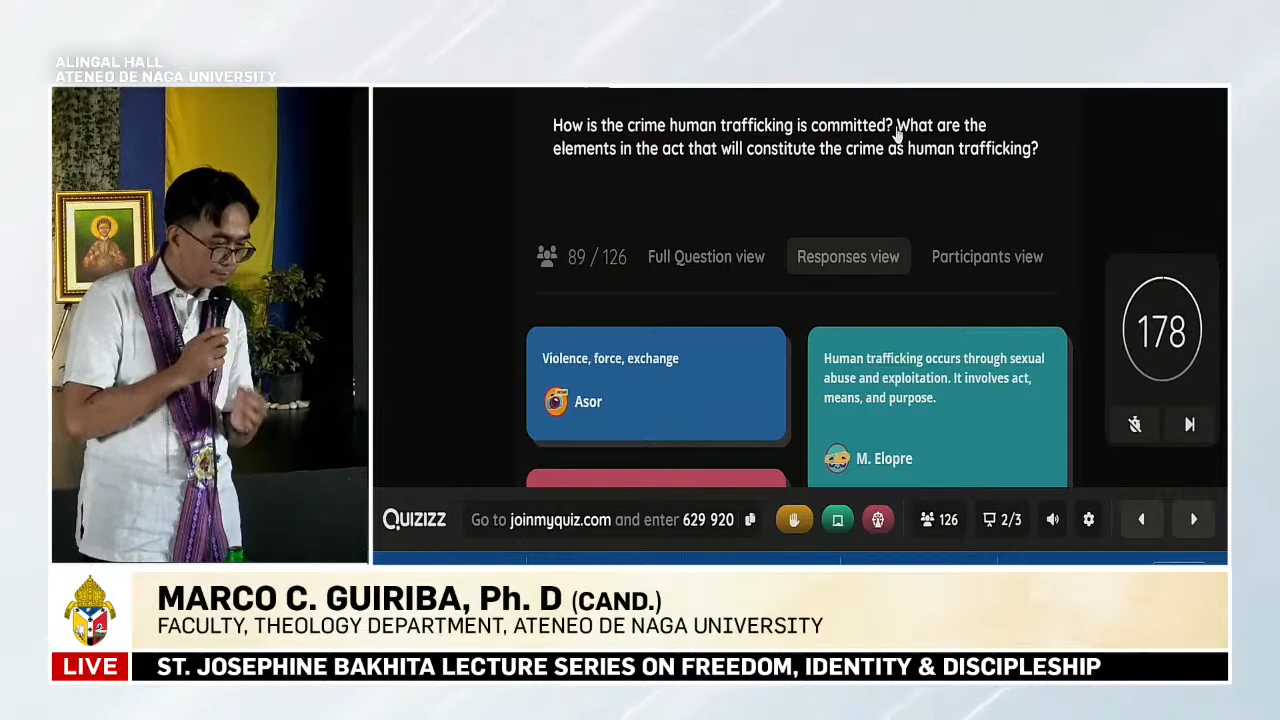 ALINGAL HALL
ATENEO DE NAGA UNIVERSITY
How is the crime human trafficking is committed? What are the
elements in the act that will constitute the crime as human trafficking?
89 / 126
Full Question view
Responses view
Participants view
178
Violence, force, exchange
Asor
Human trafficking occurs through sexual
abuse and exploitation. It involves act,
means, and purpose.
M. Elopre
QUIZIZZ
Go to joinmyquiz.com and enter 629 920
126
2/3
MARCO C. GUIRIBA, Ph. D (CAND.)
FACULTY, THEOLOGY DEPARTMENT, ATENEO DE NAGA UNIVERSITY
LIVE
ST. JOSEPHINE BAKHITA LECTURE SERIES ON FREEDOM, IDENTITY & DISCIPLESHIP